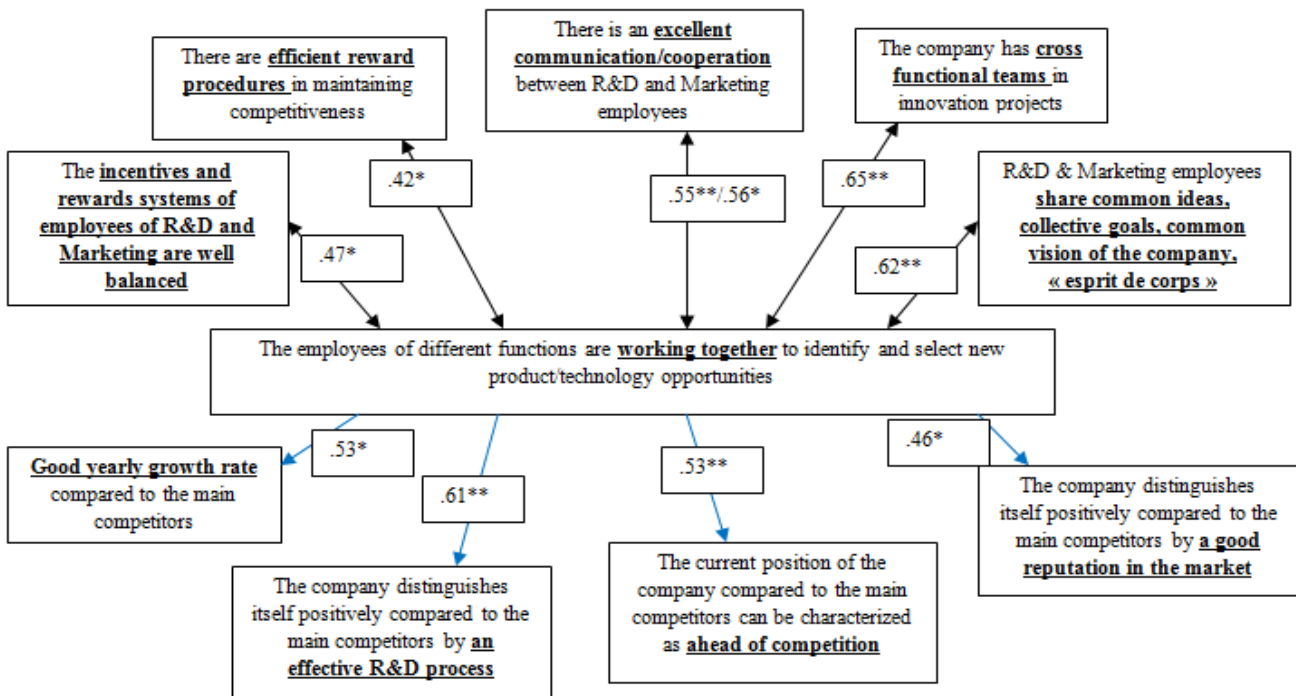 There are efficient reward
procedures in maintaining
competitiveness
There is an excellent
communication/cooperation
between R&D and Marketing
employees
The company has cross
functional teams in
innovation projects
The incentives and
rewards systems of
employees of R&D and
Marketing are well
balanced
R&D & Marketing employees
share common ideas,
collective goals, common
vision of the company,
« esprit de corps »
.47*
.42*
.55**/.56*
.65**
.62**
The employees of different functions are working together to identify and select new
product/technology opportunities
.53*
.61**
.53**
.46*
Good yearly growth rate
compared to the main
competitors
The company distinguishes
itself positively compared to the
main competitors by an
effective R&D process
The current position of the
company compared to the main
competitors can be characterized
as ahead of competition
The company distinguishes
itself positively compared to the
main competitors by a good
reputation in the market